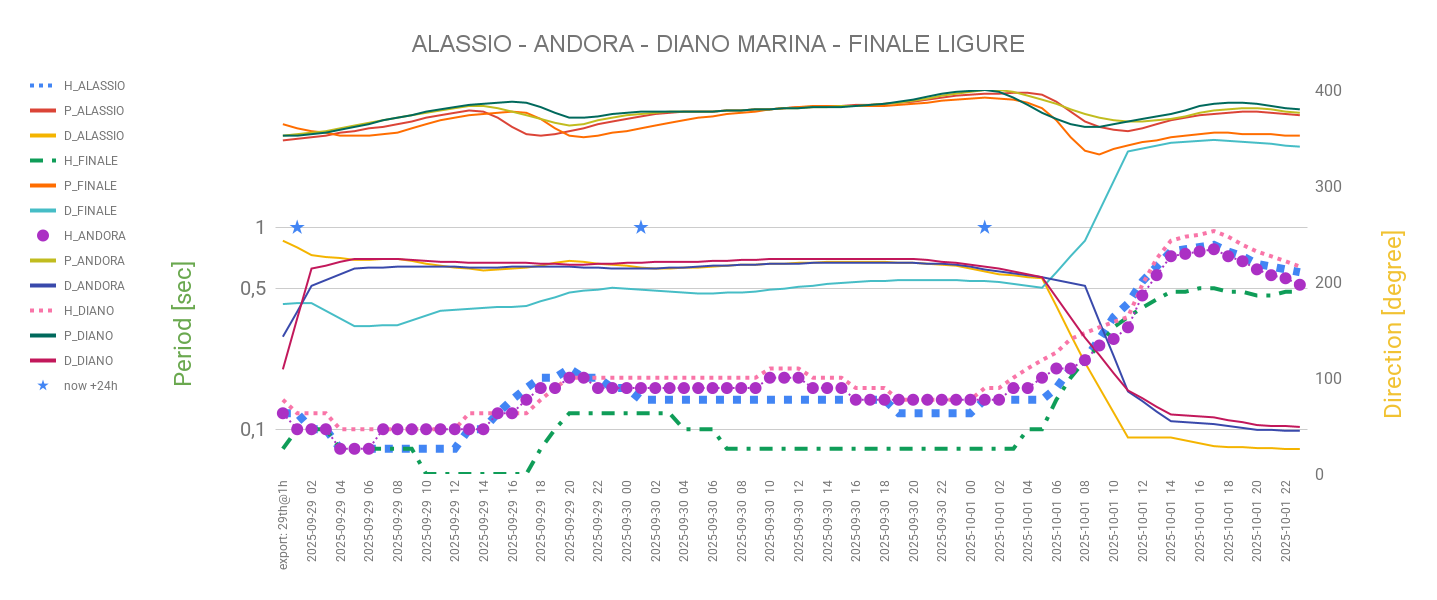 ALASSIO - ANDORA - DIANO MARINA - FINALE LIGURE
H_ALASSIO
P_ALASSIO
D_ALASSIO
H_FINALE
P_FINALE
D_FINALE
H_ANDORA
P_ANDORA
D_ANDORA
H_DIANO
P_DIANO
D_DIANO
now +24h
Period [sec]
1
0,5
0,1
400
300
200
100
0
Direction [degree]
export: 29th@1h
2025-09-29 02
2025-09-29 04
2025-09-29 06
2025-09-29 08
2025-09-29 10
2025-09-29 12
2025-09-29 14
2025-09-29 16
2025-09-29 18
2025-09-29 20
2025-09-29 22
2025-09-30 00
2025-09-30 02
2025-09-30 04
2025-09-30 06
2025-09-30 08
2025-09-30 10
2025-09-30 12
2025-09-30 14
2025-09-30 16
2025-09-30 18
2025-09-30 20
2025-09-30 22
2025-10-01 00
2025-10-01 02
2025-10-01 04
2025-10-01 06
2025-10-01 08
2025-10-01 10
2025-10-01 12
2025-10-01 14
2025-10-01 16
2025-10-01 18
2025-10-01 20
2025-10-01 22